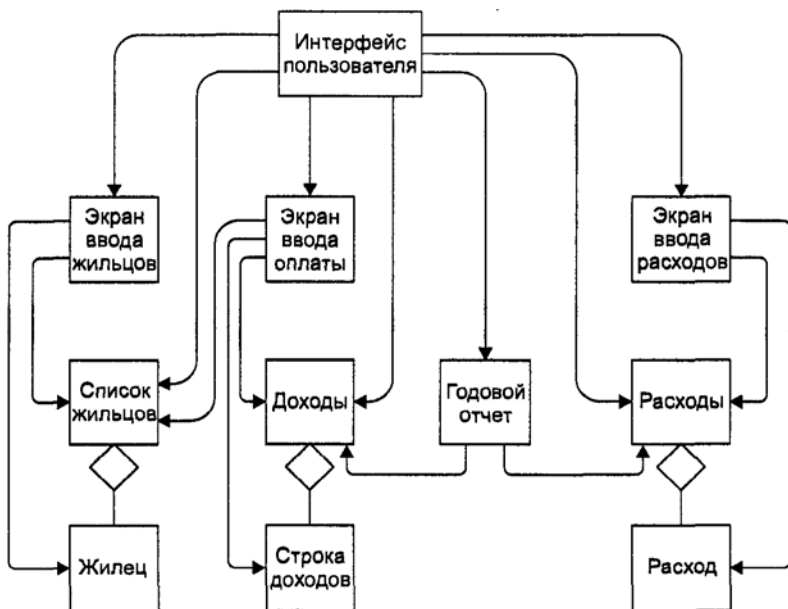 Интерфейс
пользователя
Экран
ввода
жильцов
Экран
ввода
оплаты
Экран
ввода
расходов
Список
жильцов
Доходы
Годовой
отчет
Расходы
Жилец
Строка
доходов
Расход